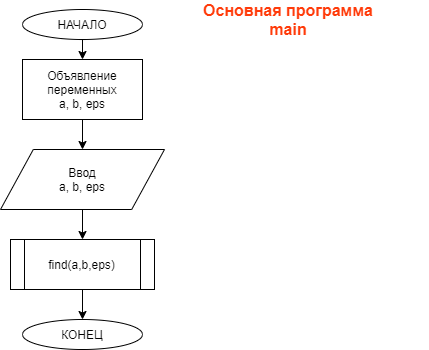 Основная программа
main
НАЧАЛО
Объявление
переменных
a, b, eps
Ввод
a, b, eps
find(a,b,eps)
КОНЕЦ